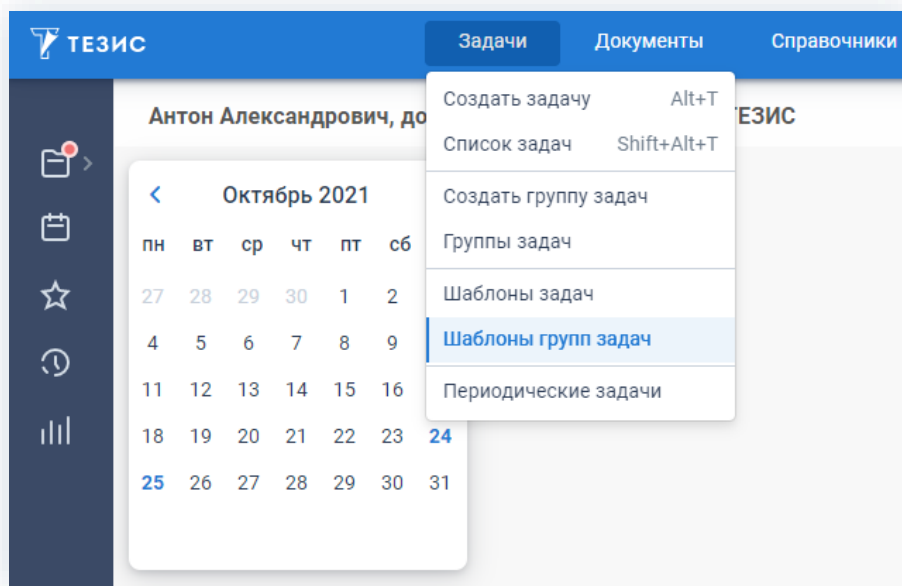 ТЕЗИС
Задачи Документы Справочники
Антон Александрович, ЕЗИС
Создать задачу Alt+T
Список задач Shift+Alt+T
Создать группу задач
Группы задач
Шаблоны задач
Шаблоны групп задач
Периодические задачи
Октябрь 2021
пн вт ср чт пт сб
27 28 29 30 1 2
4 5 6 7 8 9
11 12 13 14 15 16
18 19 20 21 22 23 24
25 26 27 28 29 30 31